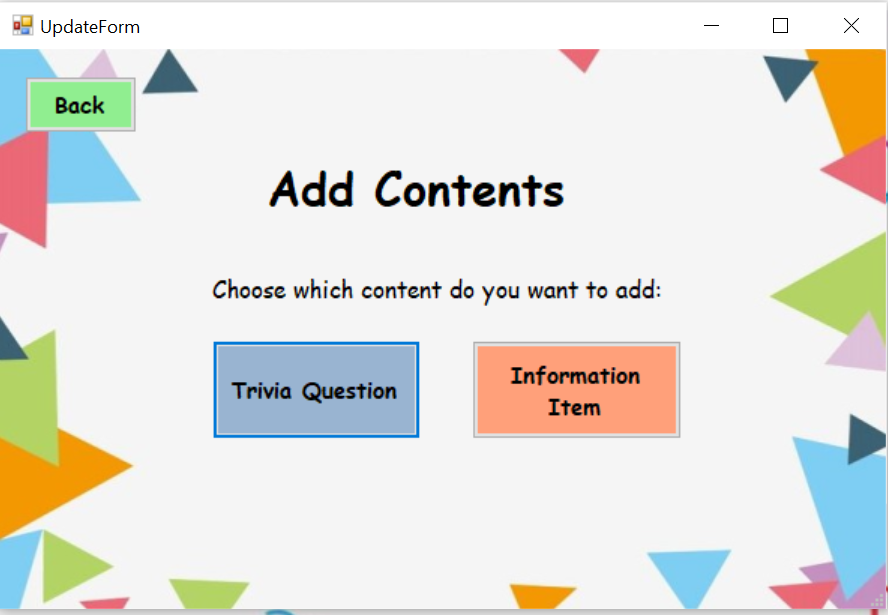 UpdateForm
Back
Add Contents
Choose which content do you want to add:
Trivia Question
Information
Item